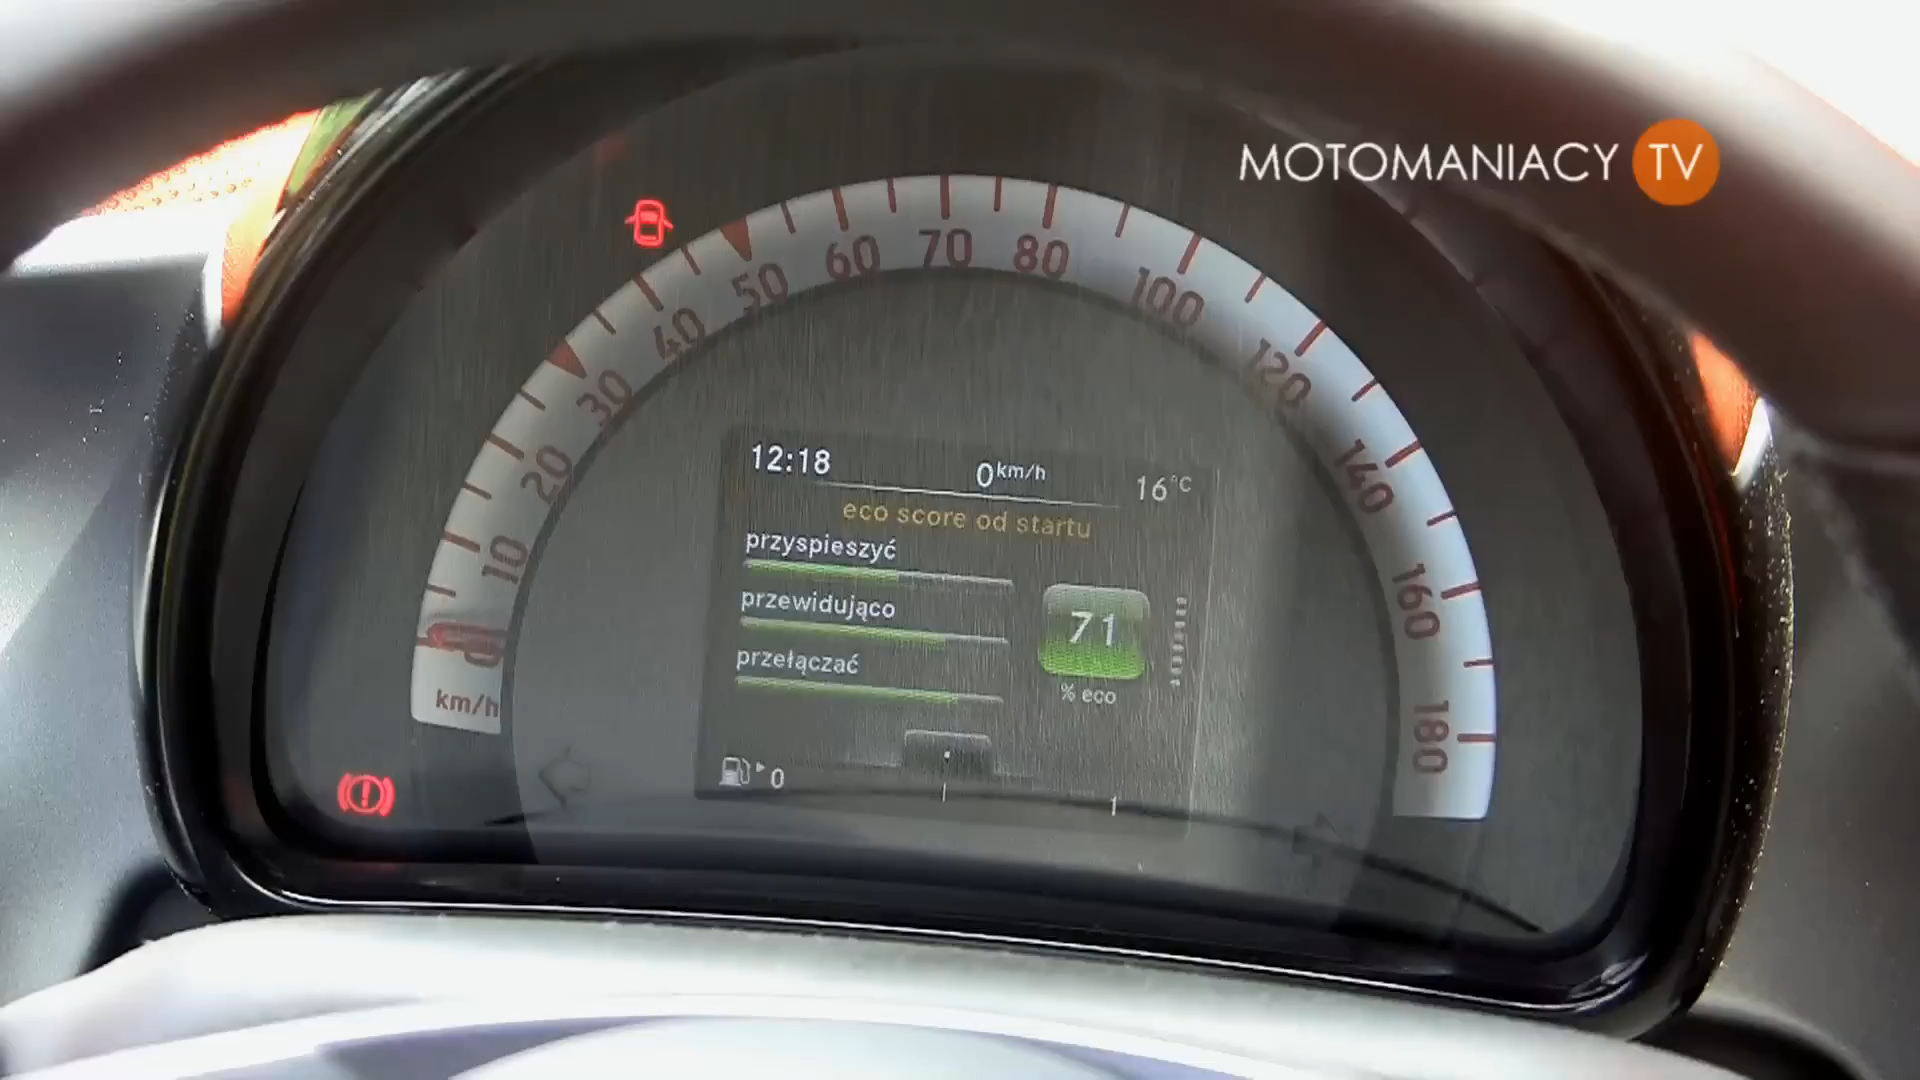 MOTOMANIACY TV
0
10
20
30
40
50
60
70
80
100
120
140
160
180
km/h
12:18
0 km/h
16°C
eco score od startu
przyspieszyć
przewidująco
przełączać
71
% eco
0
1